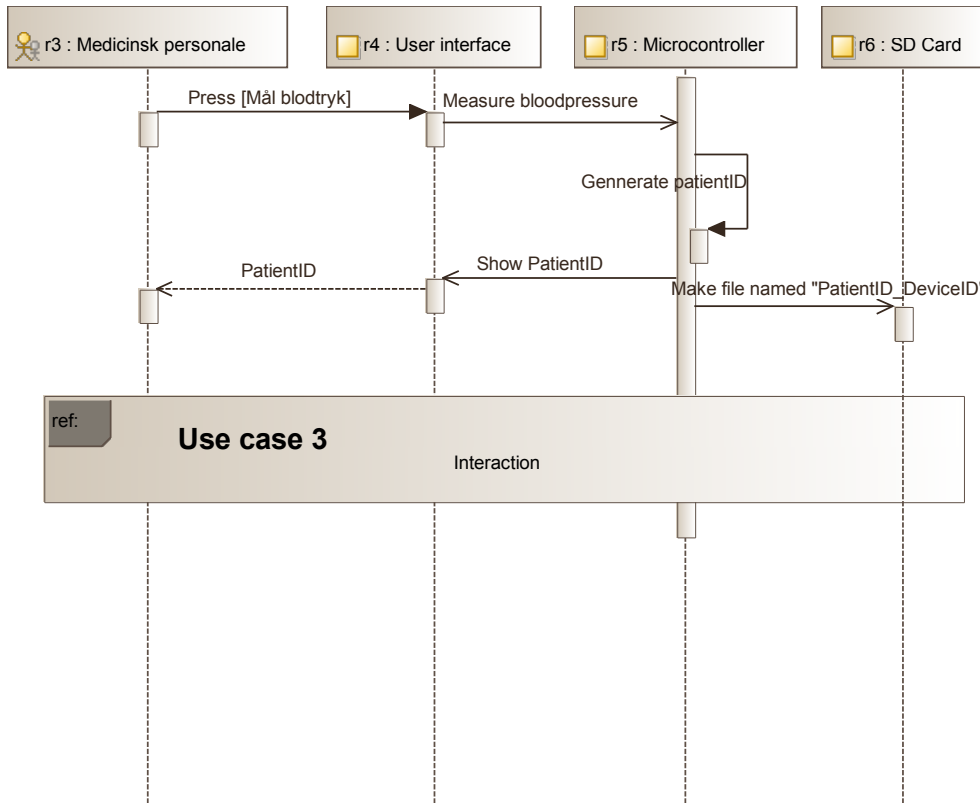 r3 : Medicinsk personale
r4 : User interface
r5 : Microcontroller
r6 : SD Card
Press [Mål blodtryk]
Measure bloodpressure
Gennerate patientID
Show PatientID
PatientID
Make file named "PatientID_DeviceID"
ref:
Use case 3
Interaction